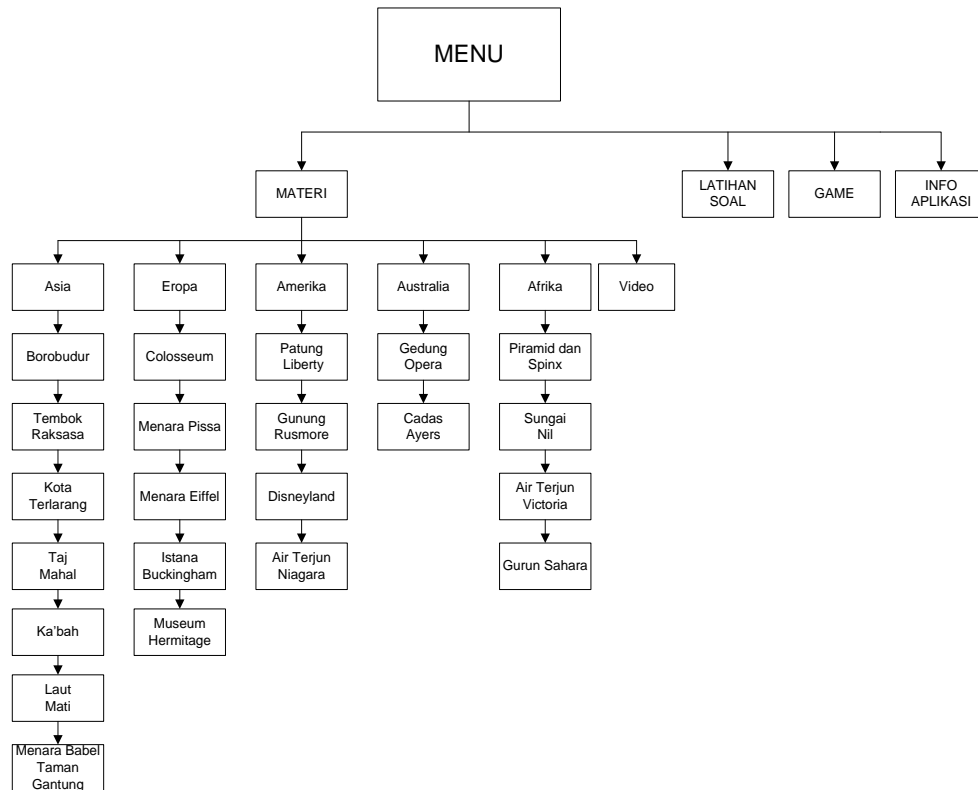 MENU
MATERI
LATIHAN
SOAL
GAME
INFO
APLIKASI
Asia
Eropa
Amerika
Australia
Afrika
Video
Borobudur
Colosseum
Patung
Liberty
Gedung
Opera
Piramid dan
Spinx
Tembok
Raksasa
Menara Pissa
Gunung
Rusmore
Cadas
Ayers
Sungai
Nil
Kota
Terlarang
Menara Eiffel
Disneyland
Air Terjun
Victoria
Taj
Mahal
Istana
Buckingham
Air Terjun
Niagara
Gurun Sahara
Ka'bah
Museum
Hermitage
Laut
Mati
Menara Babel
Taman
Gantung